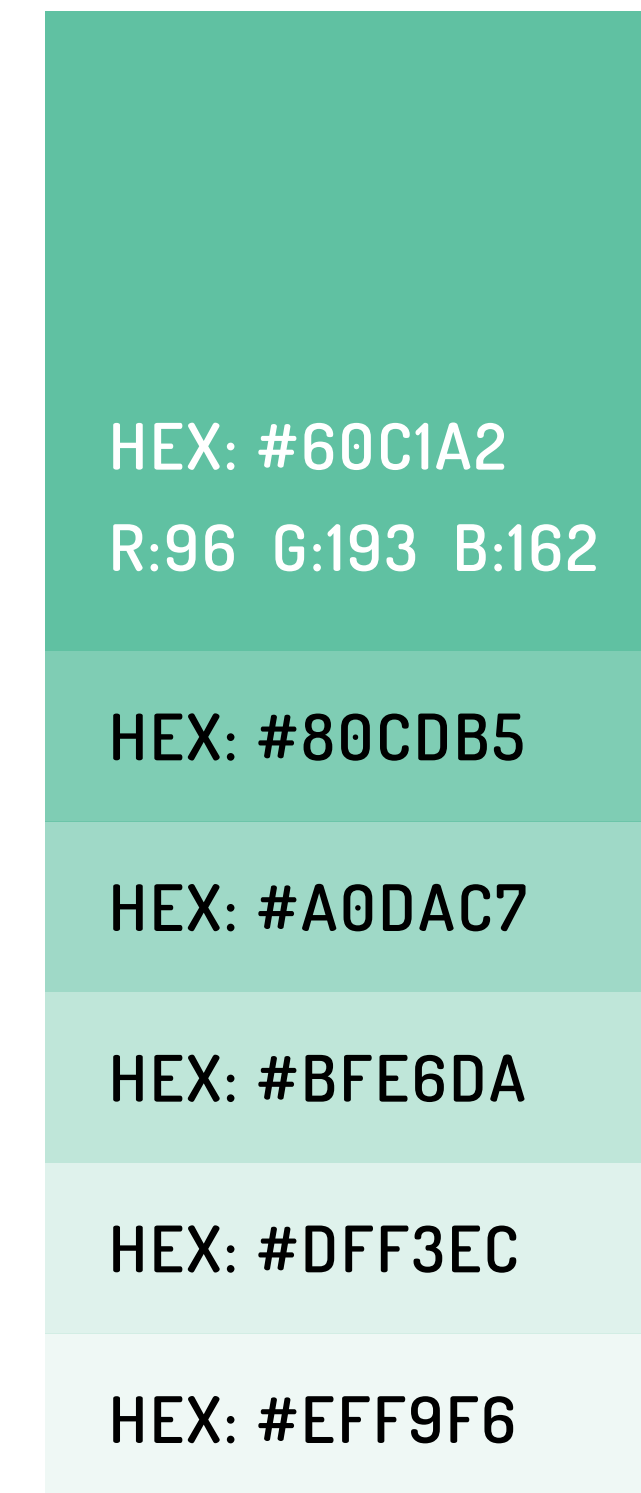 HEX: #60C1A2
R:96 G:193 B:162
HEX: #80CDB5
HEX: #A0DAC7
HEX: #BFE6DA
HEX: #DFF3EC
HEX: #EFF9F6